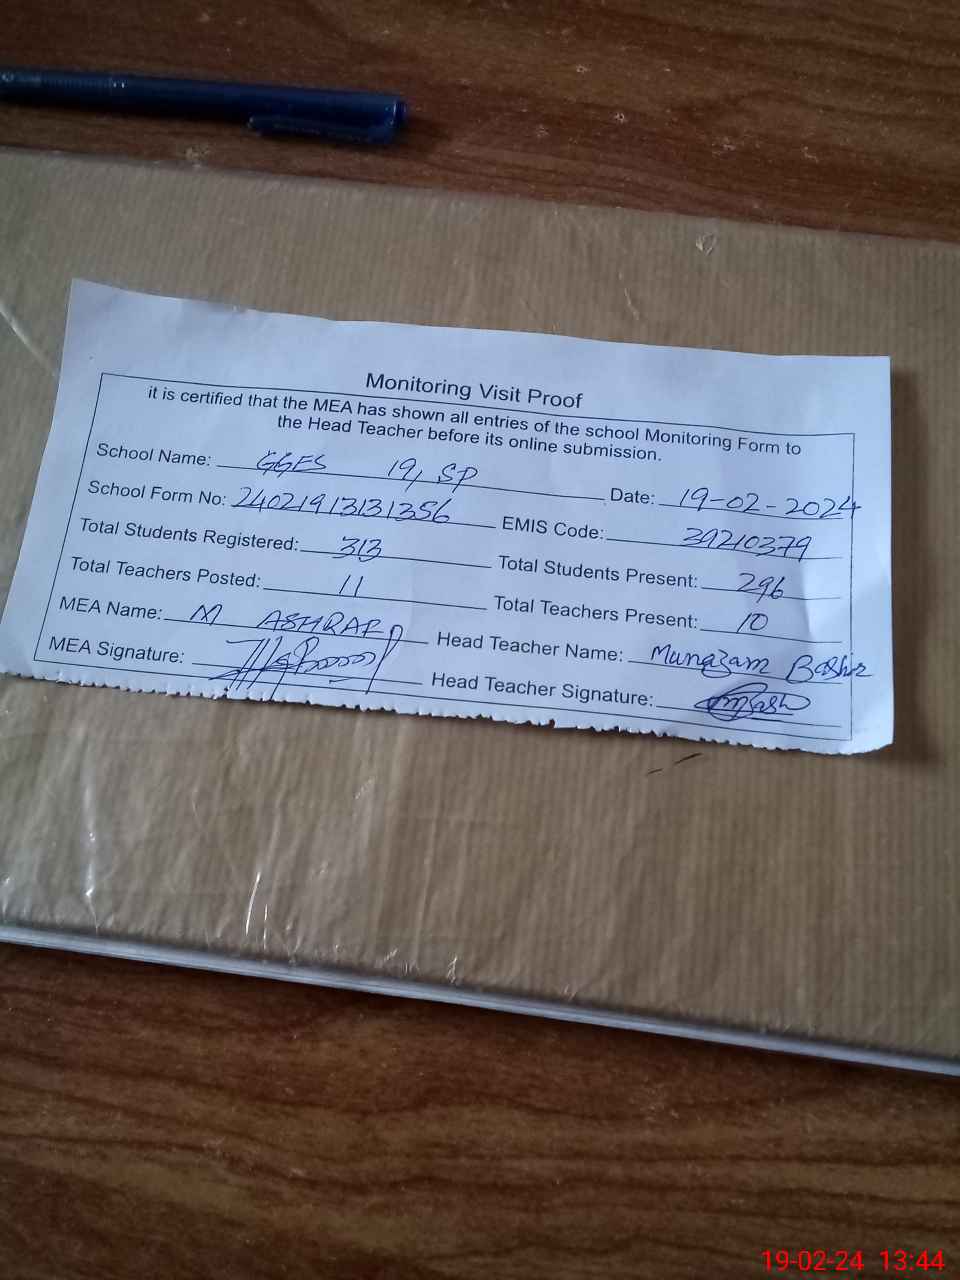 Monitoring Visit Proof
it is certified that the MEA has shown all entries of the school Monitoring Form to
the Head Teacher before its online submission.
School Name: GGES 19, SP Date: 19-02-2024
School Form No: 24021913131356 EMIS Code: 39210379
Total Students Registered: 313 Total Students Present: 296
Total Teachers Posted: 11 Total Teachers Present: 10
MEA Name: M ASHRAF Head Teacher Name: Munazam Bashir
MEA Signature: Head Teacher Signature:
19-02-24 13:44